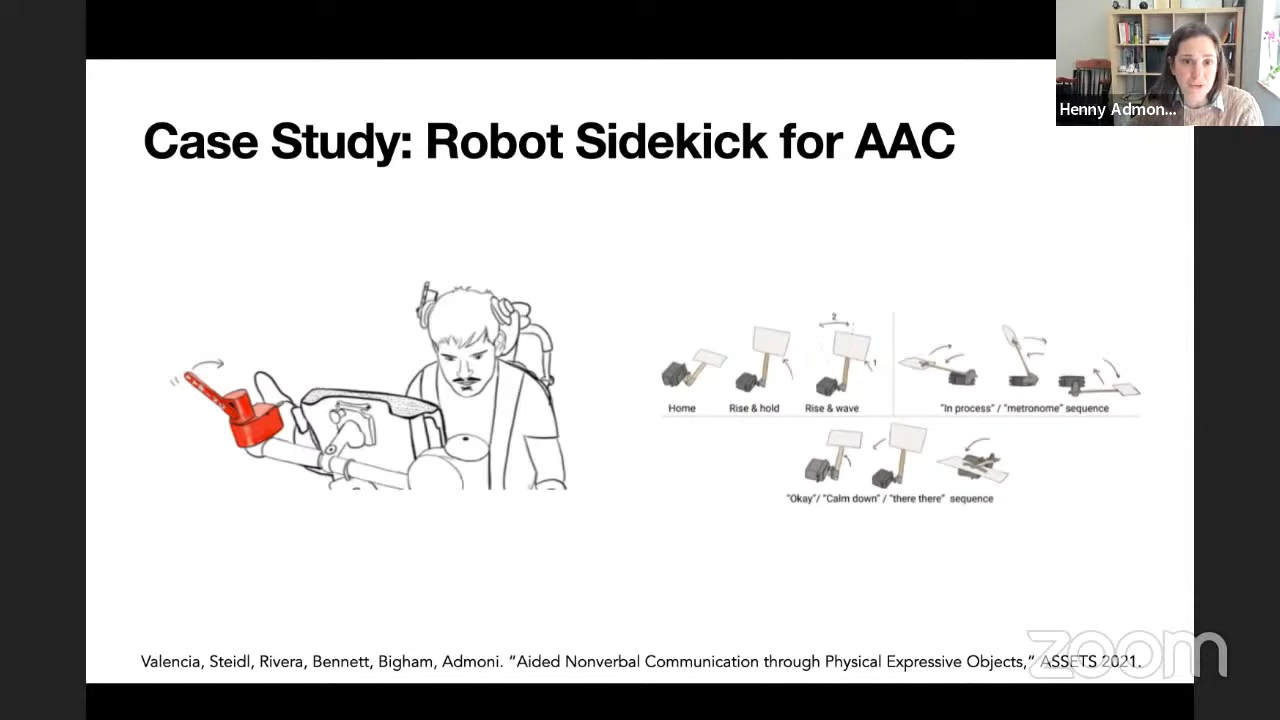 Case Study: Robot Sidekick for AAC
Henny Admon...
2
1
Home
Rise & hold
Rise & wave
"In process" / "metronome" sequence
"Okay"/ "Calm down" / "there there" sequence
Valencia, Steidl, Rivera, Bennett, Bigham, Admoni. “Aided Nonverbal Communication through Physical Expressive Objects,“ ASSETS 2021.
zoom